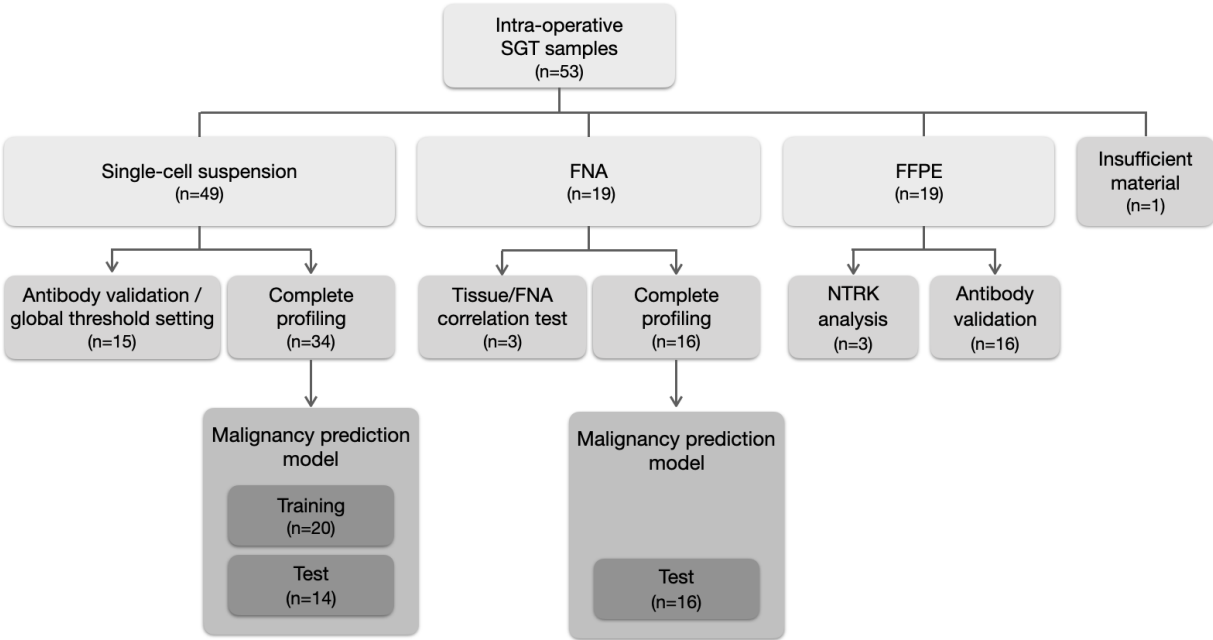 Intra-operative
SGT samples
(n=53)
Single-cell suspension
(n=49)
FNA
(n=19)
FFPE
(n=19)
Insufficient
material
(n=1)
Antibody validation /
global threshold setting
(n=15)
Complete
profiling
(n=34)
Tissue/FNA
correlation test
(n=3)
Complete
profiling
(n=16)
NTRK
analysis
(n=3)
Antibody
validation
(n=16)
Malignancy prediction
model
Training
(n=20)
Test
(n=14)
Malignancy prediction
model
Test
(n=16)